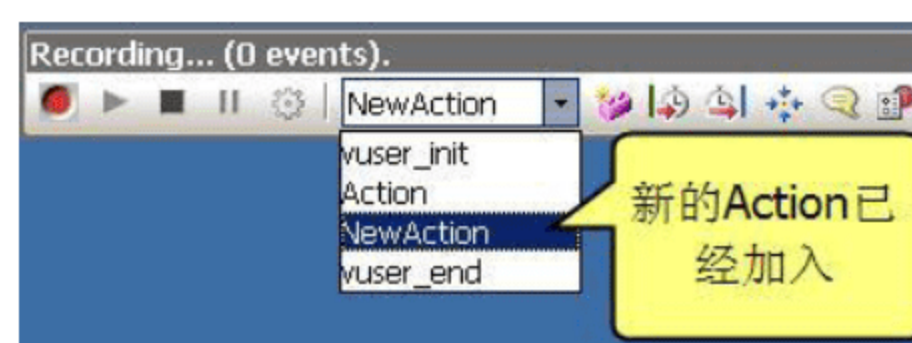 Recording... (0 events).
NewAction
vuser_init
Action
NewAction
vuser_end
新的Action已
经加入